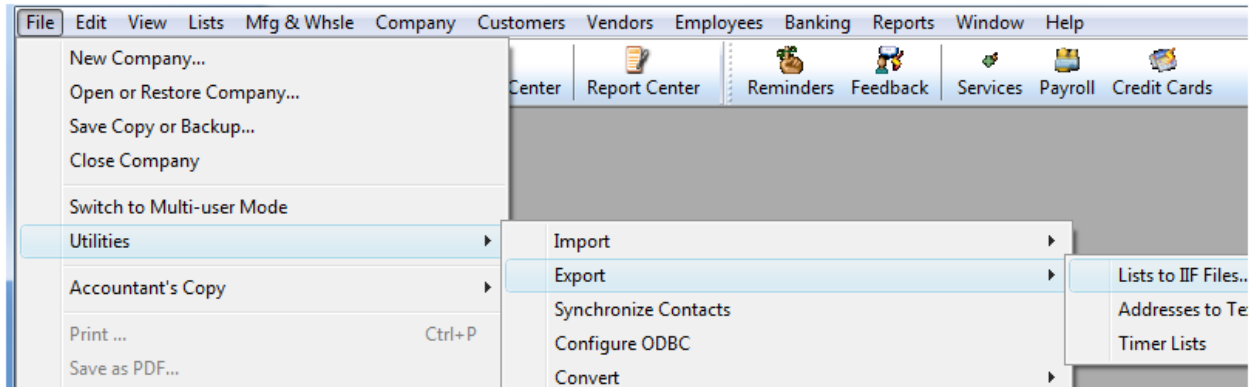 File Edit View Lists Mfg & Whsle Company Customers Vendors Employees Banking Reports Window Help
New Company...
Center Report Center Reminders Feedback Services Payroll Credit Cards
Open or Restore Company...
Save Copy or Backup...
Close Company
Switch to Multi-user Mode
Utilities Import
Export Lists to IIF Files..
Accountant's Copy
Synchronize Contacts Addresses to Te
Print ... Ctrl+P
Configure ODBC Timer Lists
Save as PDF...
Convert